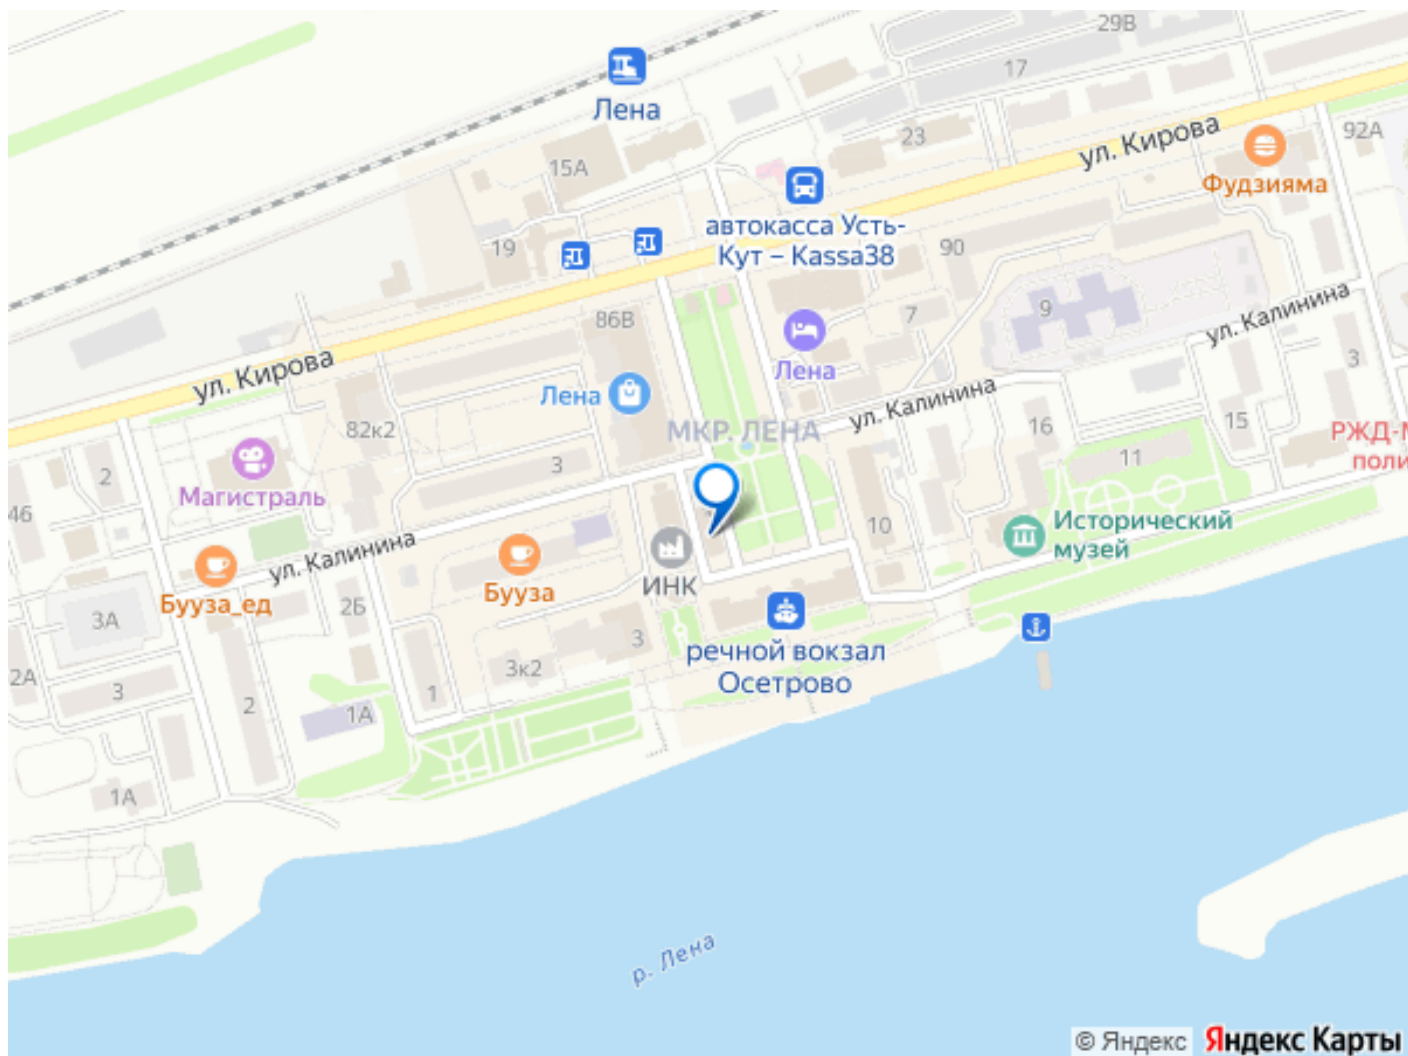 29В
17
Лена
23
ул. Кирова
92А
15А
Фудзияма
автокасса Усть-
Кут – Kassa38
19
90
86В
7
9
ул. Калинина
ул. Кирова
Лена
Лена
3
ул. Калинина
82к2
МКР. ЛЕНА
16
15
РЖД-М
поли
2
Магистраль
3
11
46
10
Исторический
музей
ул. Калинина
ИНК
Бууза
Бууза_ед
2Б
3А
3
речной вокзал
Осетрово
3к2
2А
3
1
2
1А
1А
р. Лена
© Яндекс Яндекс Карты